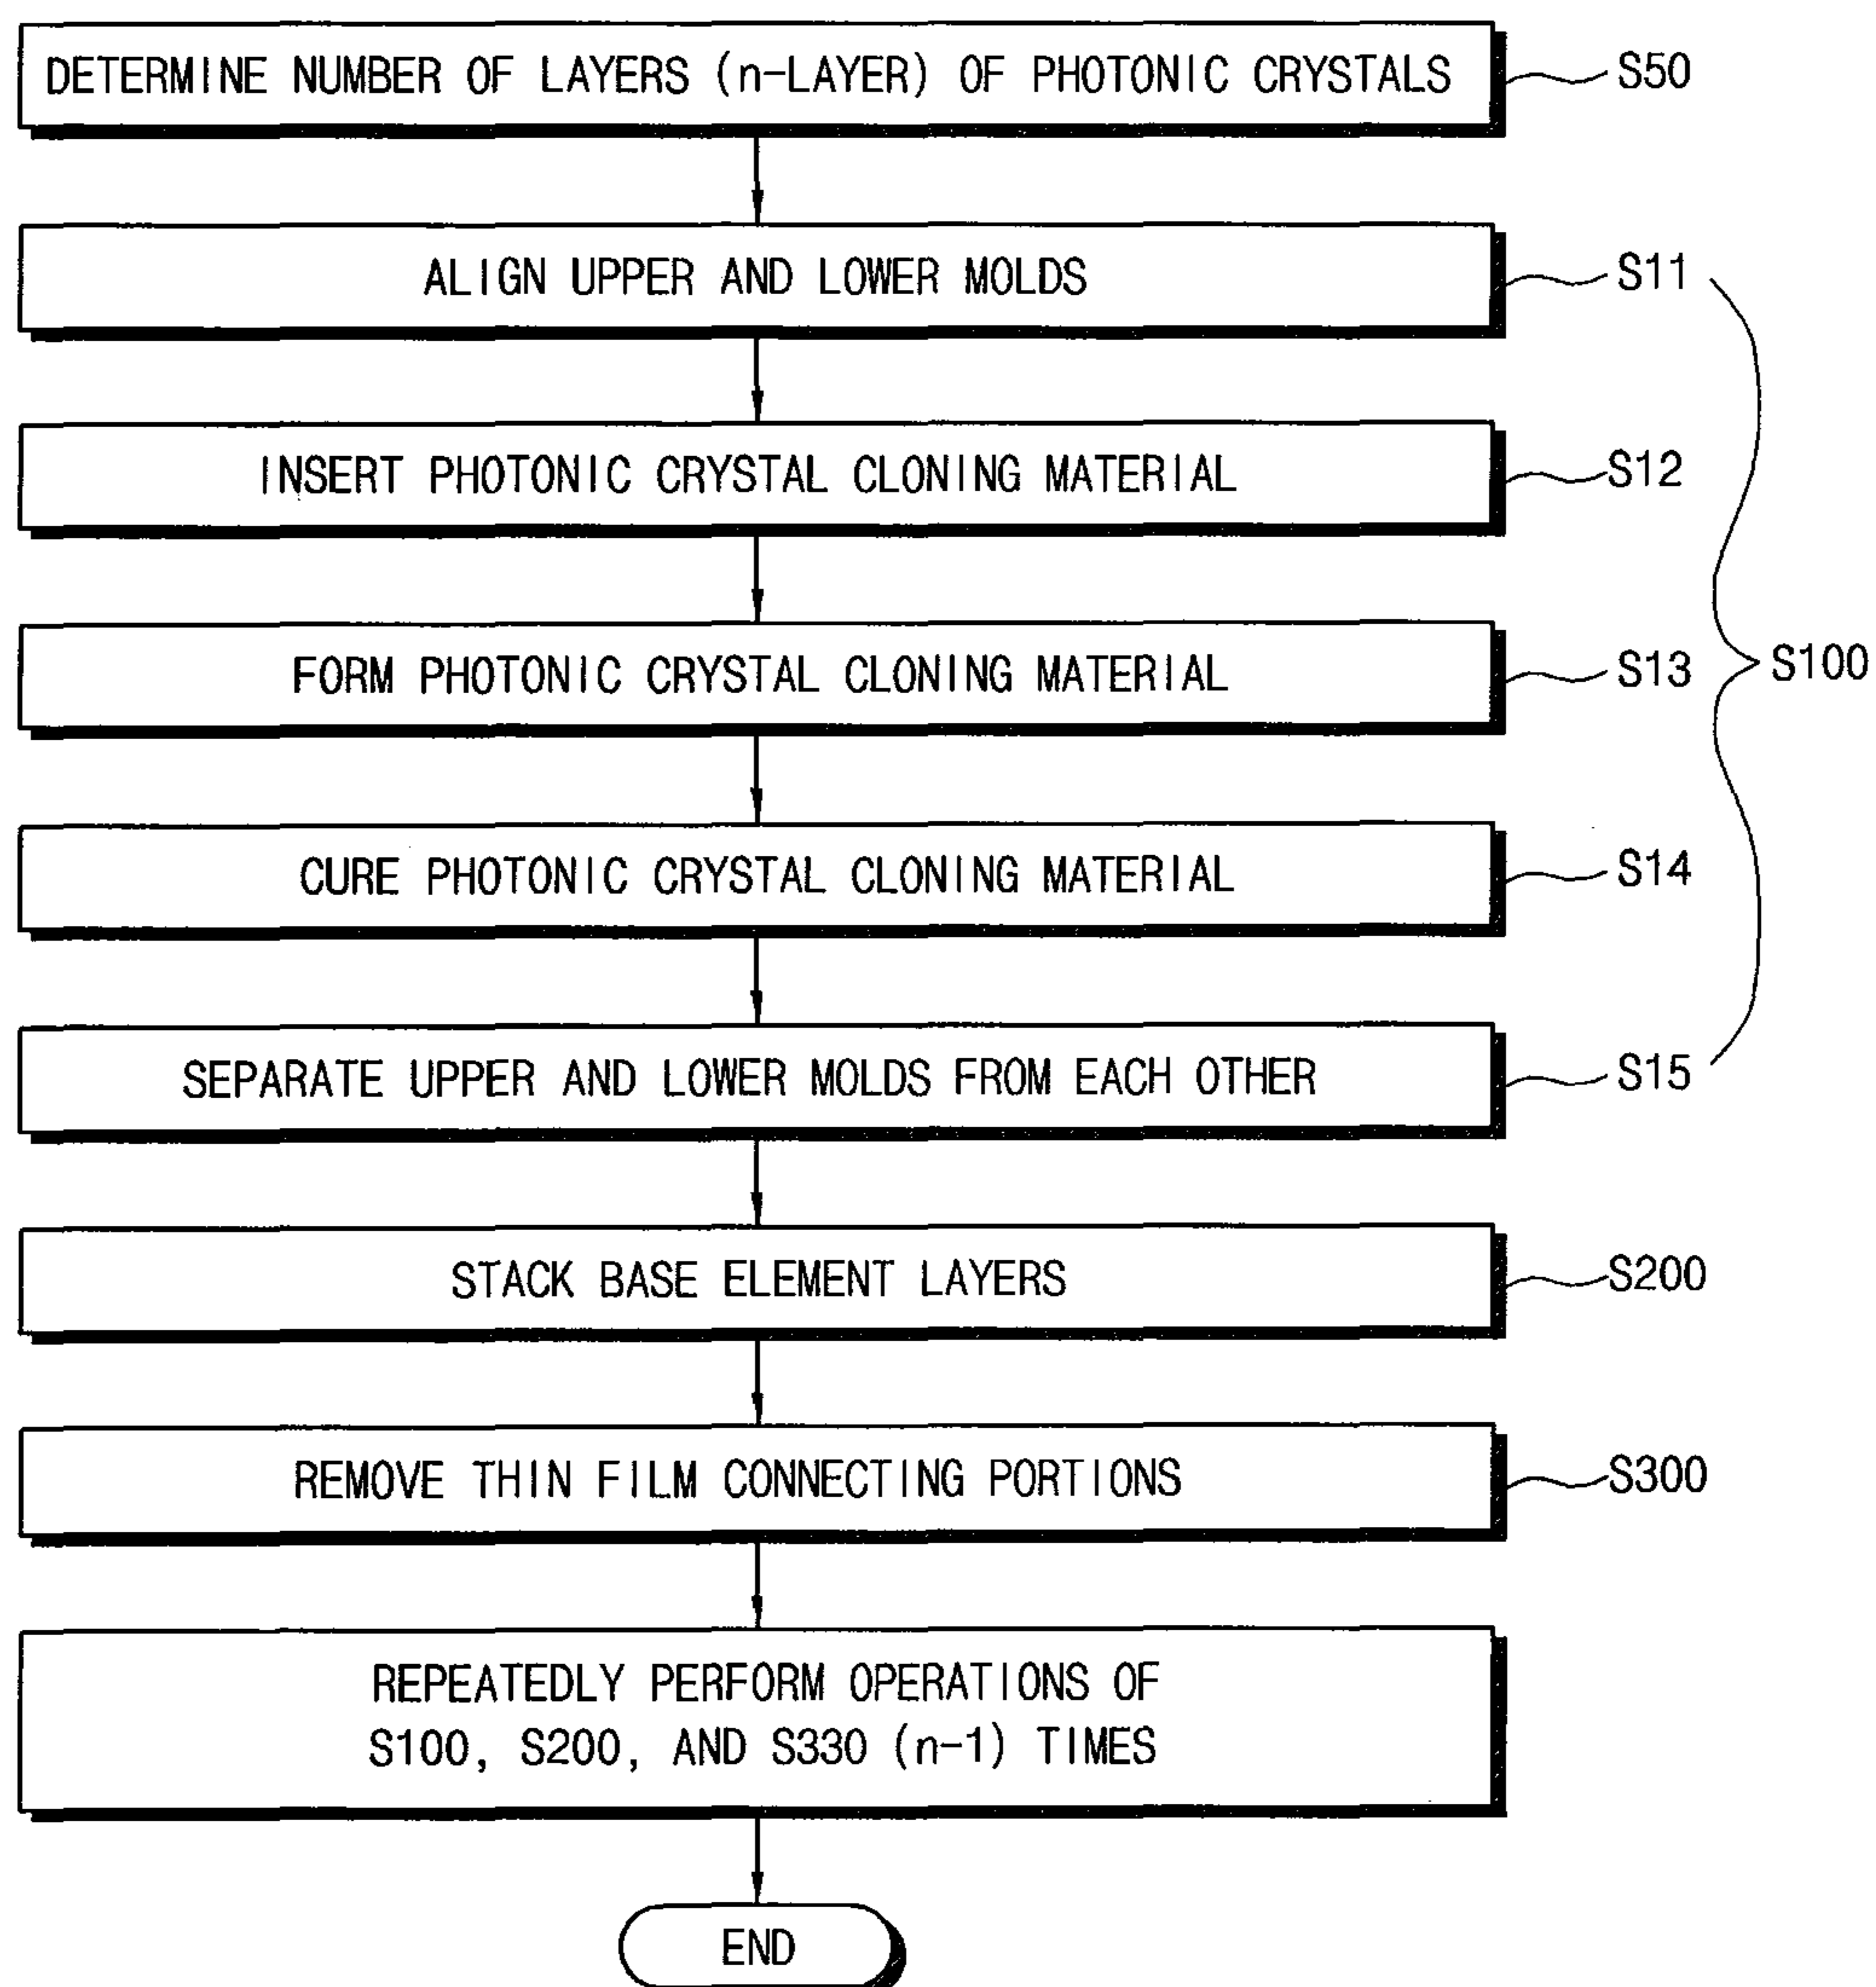 DETERMINE NUMBER OF LAYERS (n-LAYER) OF PHOTONIC CRYSTALS
S50
ALIGN UPPER AND LOWER MOLDS
S11
INSERT PHOTONIC CRYSTAL CLONING MATERIAL
S12
FORM PHOTONIC CRYSTAL CLONING MATERIAL
S13
S100
CURE PHOTONIC CRYSTAL CLONING MATERIAL
S14
SEPARATE UPPER AND LOWER MOLDS FROM EACH OTHER
S15
STACK BASE ELEMENT LAYERS
S200
REMOVE THIN FILM CONNECTING PORTIONS
S300
REPEATEDLY PERFORM OPERATIONS OF
S100, S200, AND S330 (n-1) TIMES
END